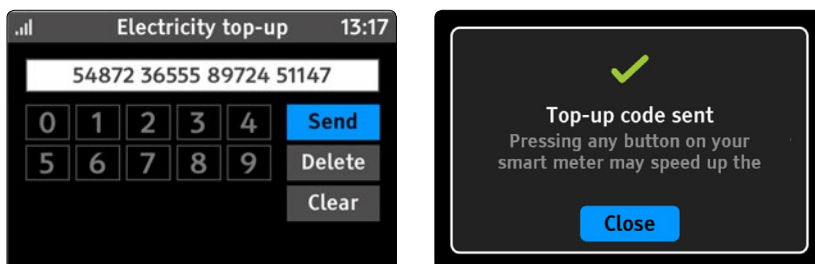 Electricity top-up 13:17
54872 36555 89724 51147
0 1 2 3 4 Send
5 6 7 8 9 Delete
Clear
Top-up code sent
Pressing any button on your
smart meter may speed up the
Close